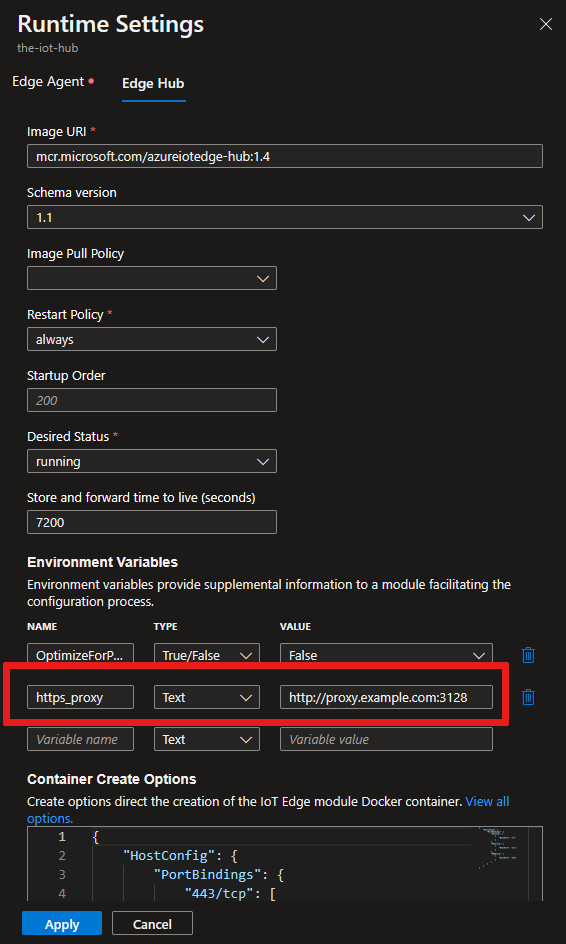 Runtime Settings
the-iot-hub
Edge Agent
Edge Hub
Image URI *
mcr.microsoft.com/azureiotedge-hub:1.4
Schema version
1.1
Image Pull Policy
Restart Policy *
always
Startup Order
200
Desired Status *
running
Store and forward time to live (seconds)
7200
Environment Variables
Environment variables provide supplemental information to a module facilitating the
configuration process.
NAME TYPE VALUE
OptimizeForP... True/False False
https_proxy Text http://proxy.example.com:3128
Variable name Text Variable value
Container Create Options
Create options direct the creation of the IoT Edge module Docker container. View all
options.
1 {
2 "HostConfig": {
3 "PortBindings": {
4 "443/tcp": [
Apply Cancel